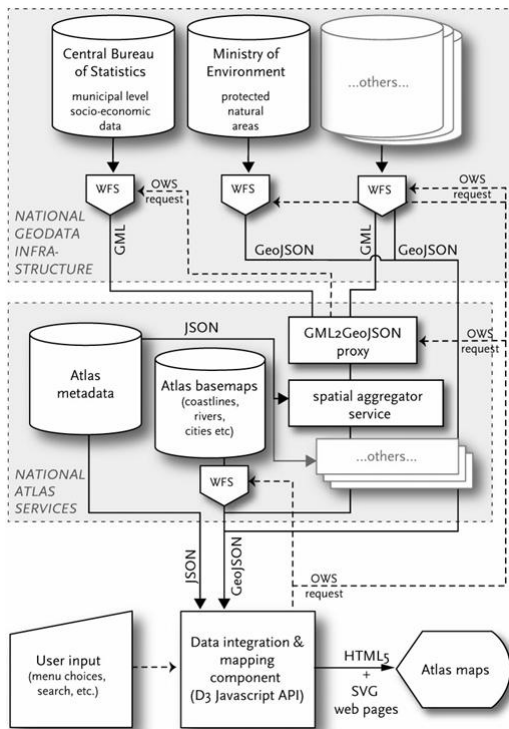 Central Bureau
of Statistics
municipal level
socio-economic
data
Ministry of
Environment
protected
natural
areas
...others...
WFS
OWS
request
WFS
WFS
OWS
request
NATIONAL
GEODATA
INFRA-
STRUCTURE
GML
GeoJSON
GML
GeoJSON
JSON
GML2GeoJSON
proxy
OWS
request
Atlas
metadata
Atlas basemaps
(coastlines,
rivers,
cities etc)
spatial aggregator
service
...others...
WFS
NATIONAL
ATLAS
SERVICES
JSON
GeoJSON
OWS
request
User input
(menu choices,
search, etc.)
Data integration &
mapping
component
(D3 Javascript API)
HTML5
+
SVG
web pages
Atlas maps